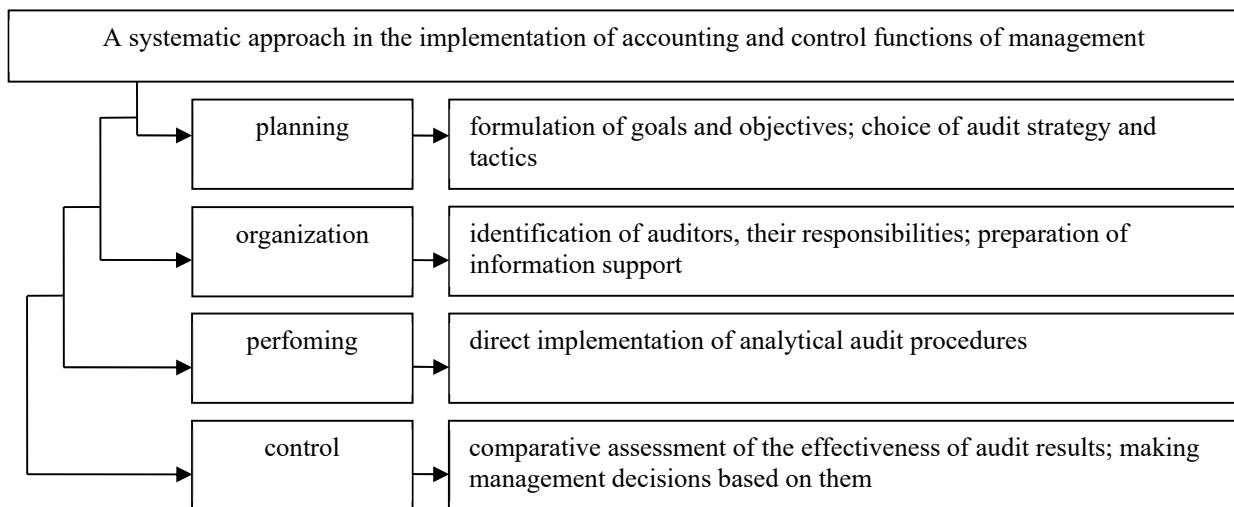 A systematic approach in the implementation of accounting and control functions of management
planning
formulation of goals and objectives; choice of audit strategy and
tactics
organization
identification of auditors, their responsibilities; preparation of
information support
perfoming
direct implementation of analytical audit procedures
control
comparative assessment of the effectiveness of audit results; making
management decisions based on them